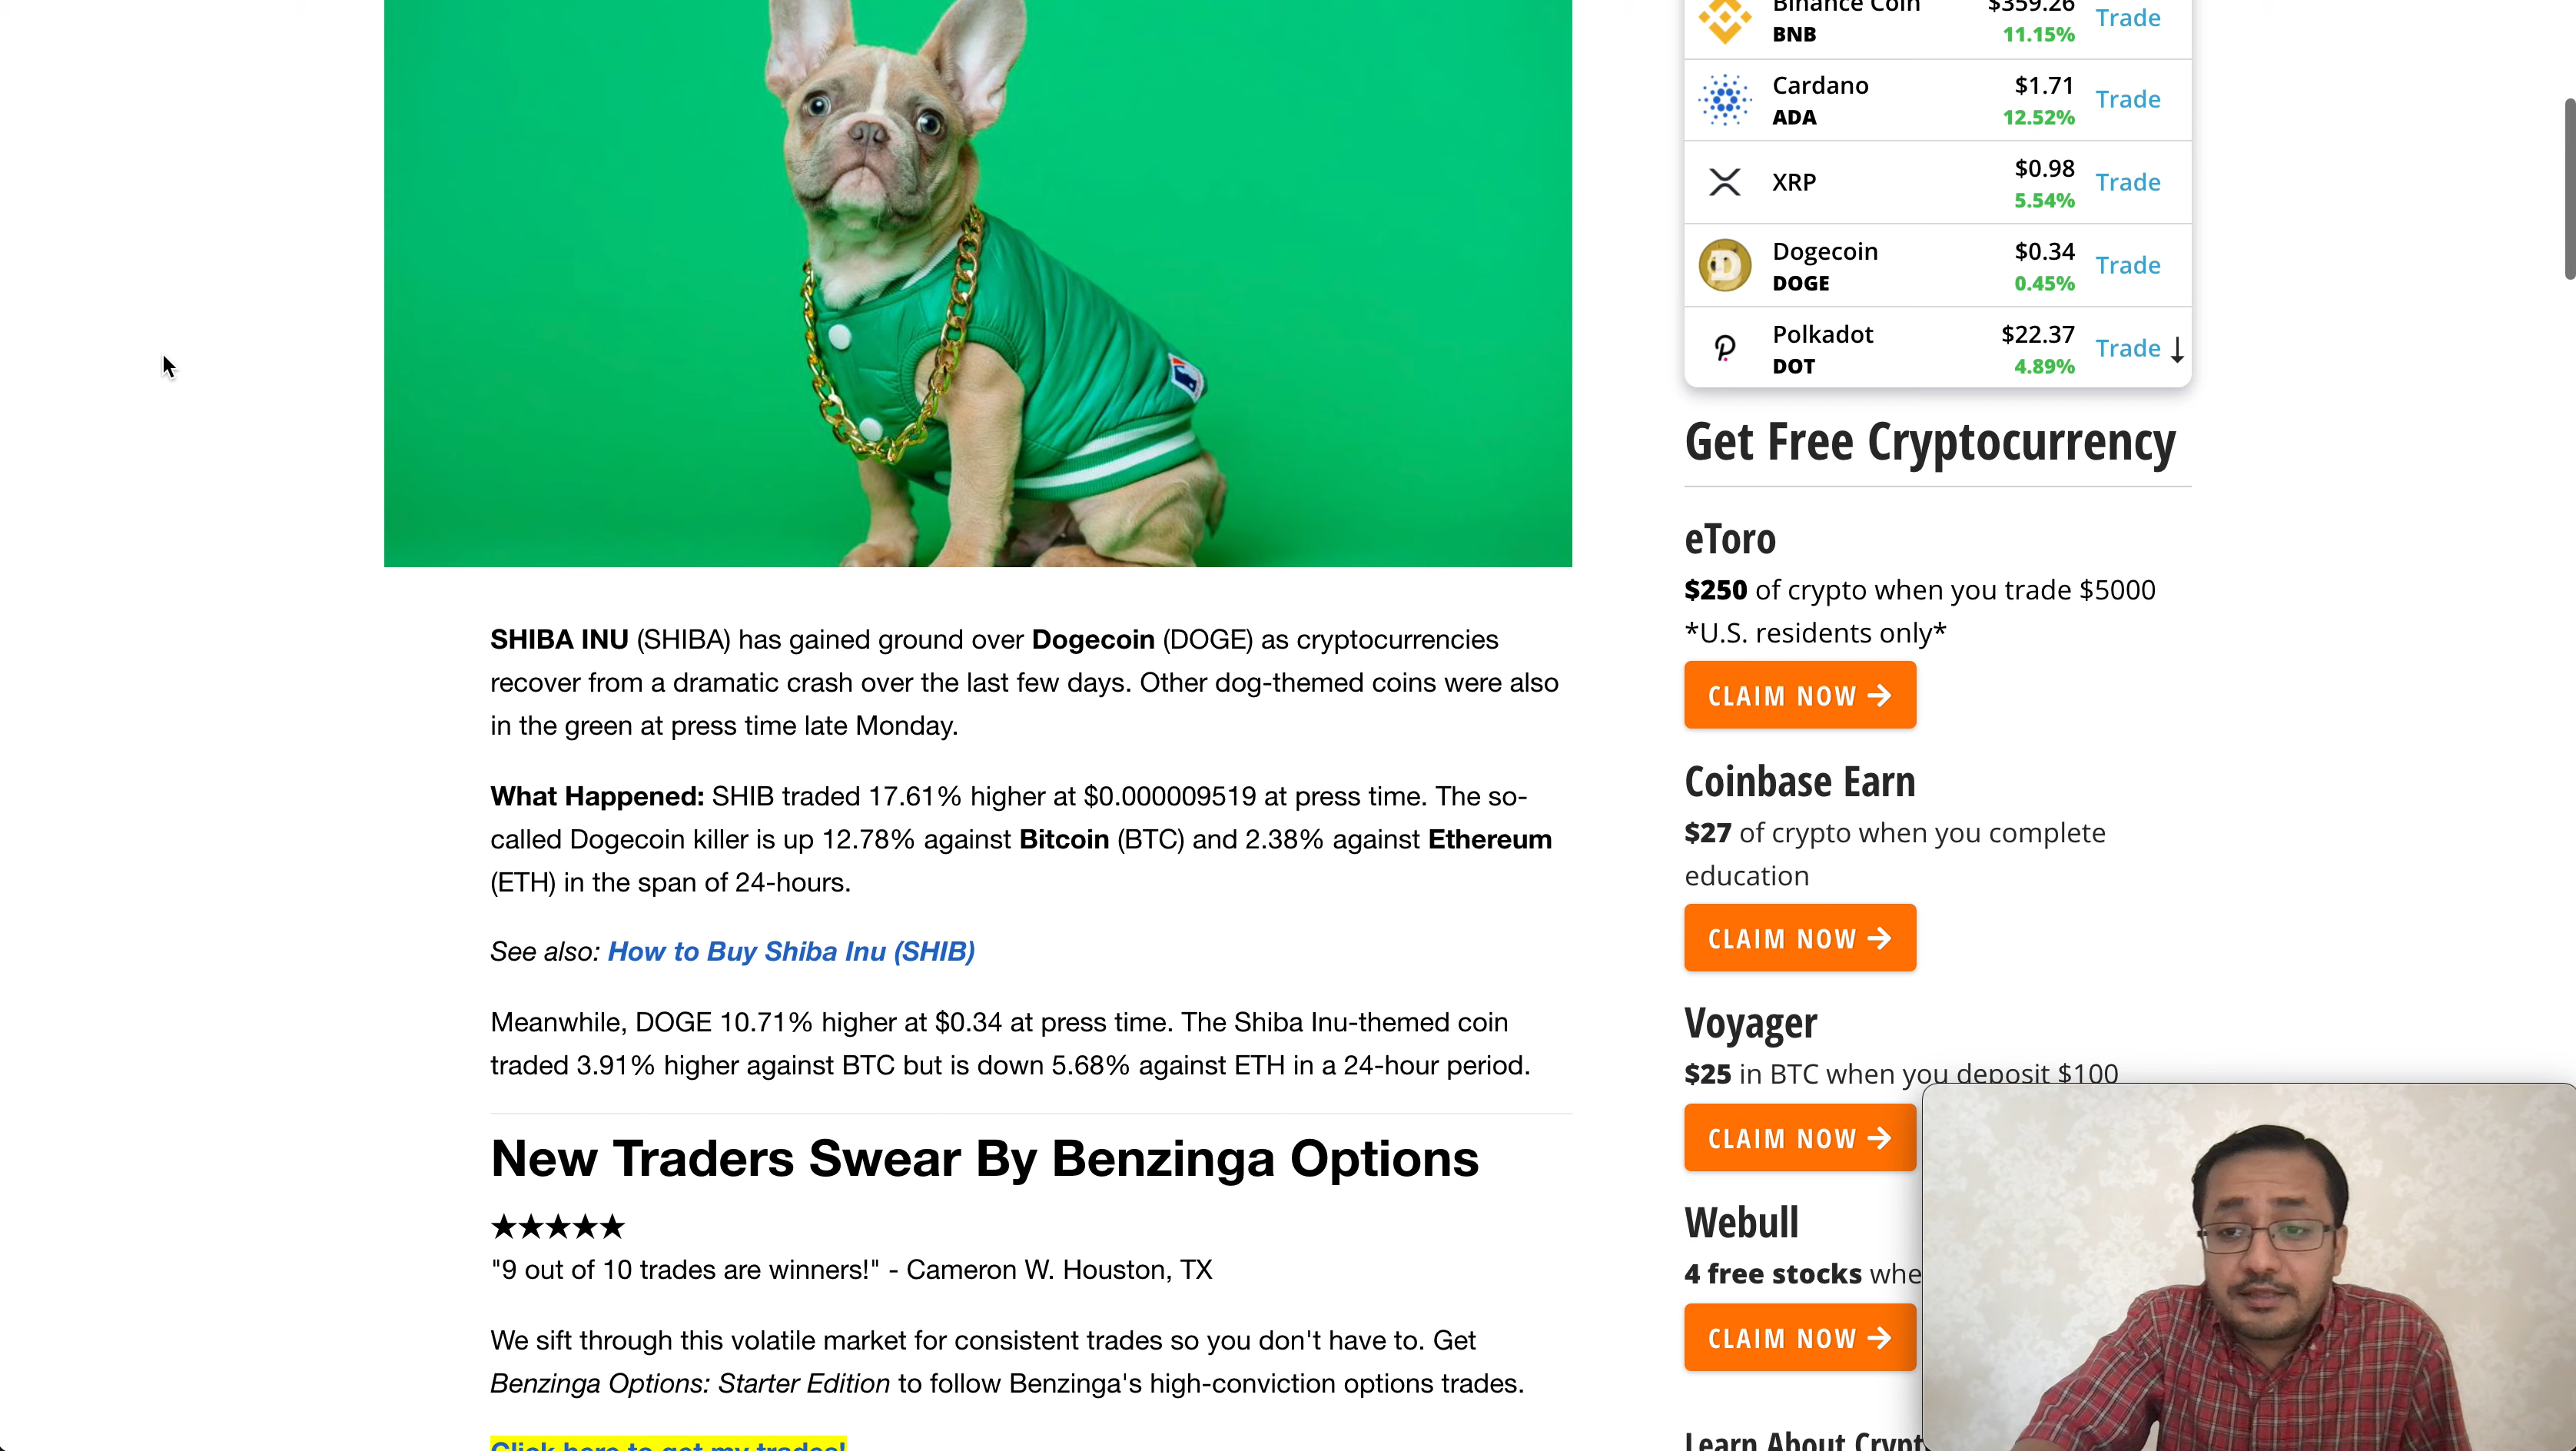 SHIBA INU (SHIBA) has gained ground over Dogecoin (DOGE) as cryptocurrencies
recover from a dramatic crash over the last few days. Other dog-themed coins were also
in the green at press time late Monday.
What Happened: SHIB traded 17.61% higher at $0.000009519 at press time. The so-
called Dogecoin killer is up 12.78% against Bitcoin (BTC) and 2.38% against Ethereum
(ETH) in the span of 24-hours.
See also: How to Buy Shiba Inu (SHIB)
Meanwhile, DOGE 10.71% higher at $0.34 at press time. The Shiba Inu-themed coin
traded 3.91% higher against BTC but is down 5.68% against ETH in a 24-hour period.
New Traders Swear By Benzinga Options
★★★★★
"9 out of 10 trades are winners!" - Cameron W. Houston, TX
We sift through this volatile market for consistent trades so you don't have to. Get
Benzinga Options: Starter Edition to follow Benzinga's high-conviction options trades.
Click here to get my trades!
Binance Coin $359.26 Trade
BNB 11.15%
Cardano $1.71 Trade
ADA 12.52%
XRP $0.98 Trade
5.54%
Dogecoin $0.34 Trade
DOGE 0.45%
Polkadot $22.37 Trade ↓
DOT 4.89%
Get Free Cryptocurrency
eToro
$250 of crypto when you trade $5000
*U.S. residents only*
CLAIM NOW →
Coinbase Earn
$27 of crypto when you complete
education
CLAIM NOW →
Voyager
$25 in BTC when you deposit $100
CLAIM NOW →
Webull
4 free stocks whe
CLAIM NOW →
Learn About Crypt